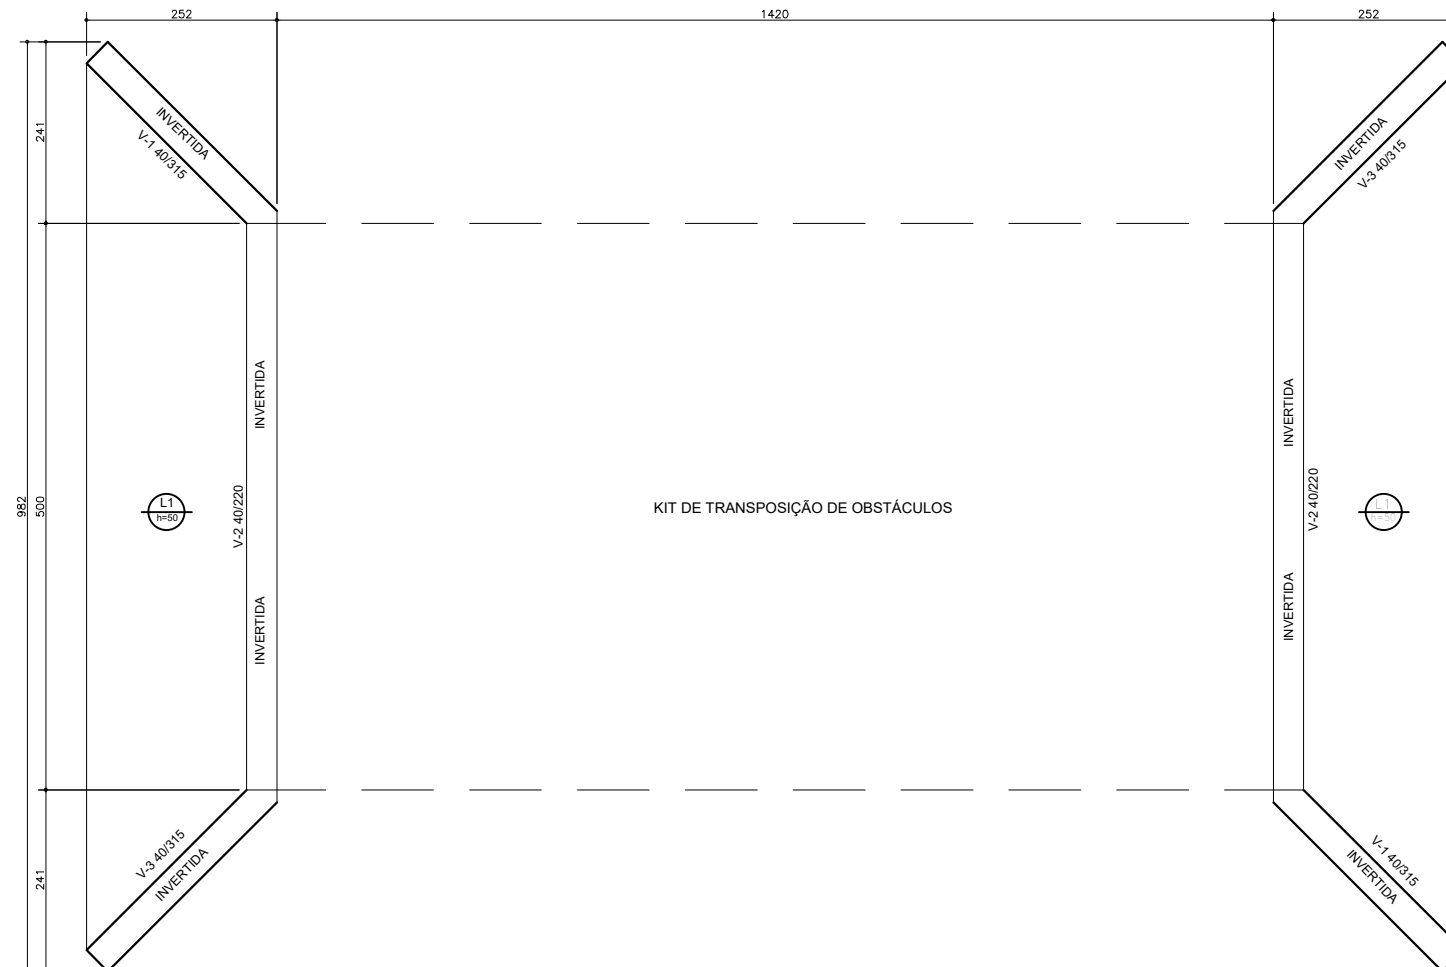 252
1420
252
241
INVERTIDA
V-1 40/315
INVERTIDA
V-3 40/315
INVERTIDA
INVERTIDA
982
500
L1
h=50
V-2 40/220
KIT DE TRANSPOSIÇÃO DE OBSTÁCULOS
V-2 40/220
L1
h=50
INVERTIDA
INVERTIDA
241
V-3 40/315
INVERTIDA
V-1 40/315
INVERTIDA